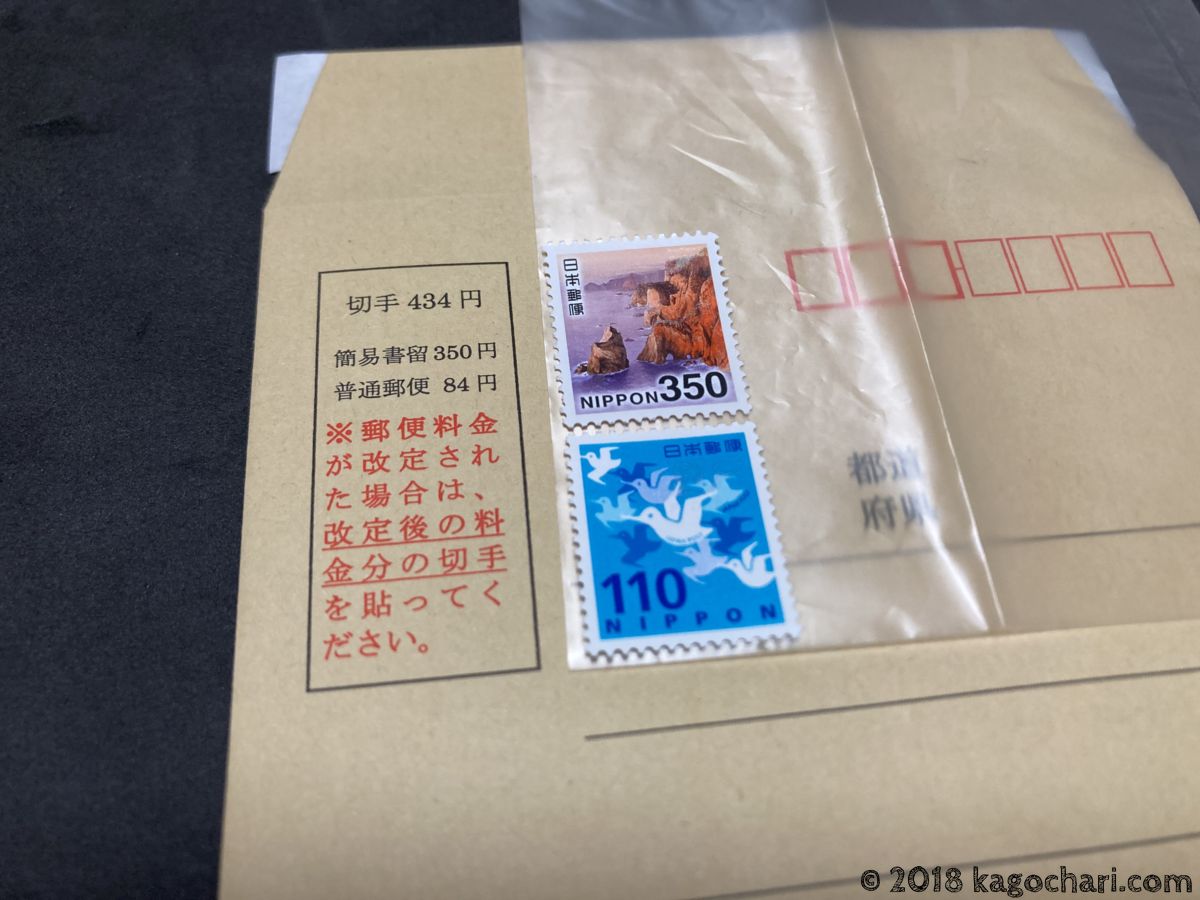 切手 434 円
簡易書留 350 円
普通郵便 84 円
※郵便料金
が改定され
た場合は、
改定後の料
金分の切手
を貼ってく
ださい。
日本郵便
NIPPON 350
日本郵便
110
NIPPON
都道
府県
© 2018 kagochari.com